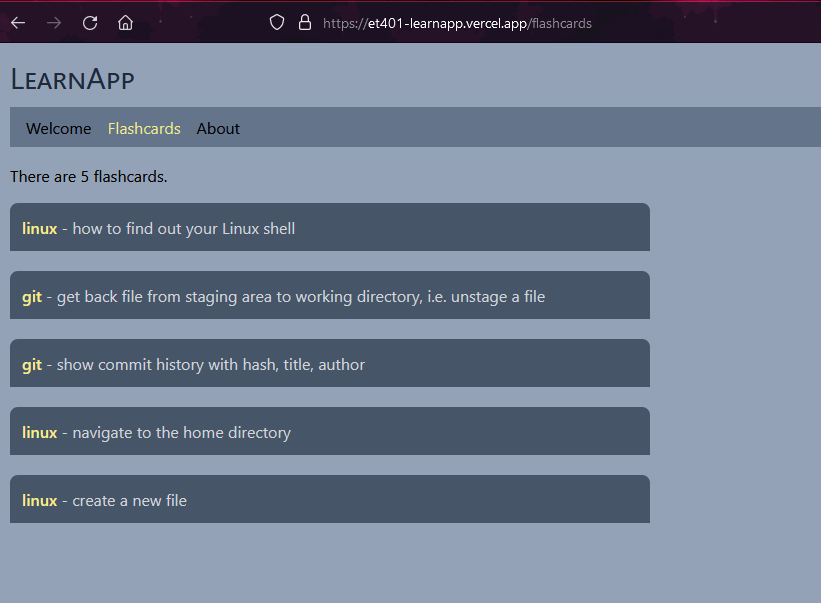 https://et401-learnapp.vercel.app/flashcards
LearnApp
Welcome Flashcards About
There are 5 flashcards.
linux - how to find out your Linux shell
git - get back file from staging area to working directory, i.e. unstage a file
git - show commit history with hash, title, author
linux - navigate to the home directory
linux - create a new file